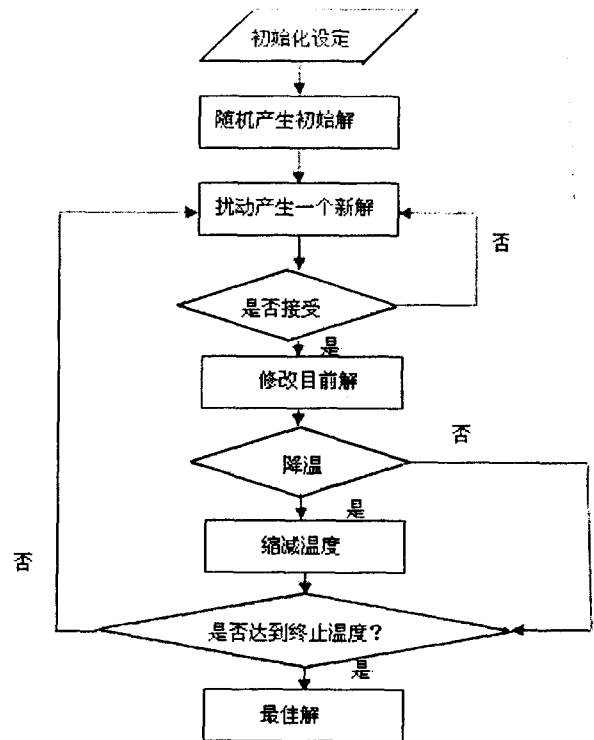 初始化设定
随机产生初始解
扰动产生一个新解
否
是否接受
是
修改目前解
否
降温
是
缩减温度
否
是否达到终止温度？
是
最佳解